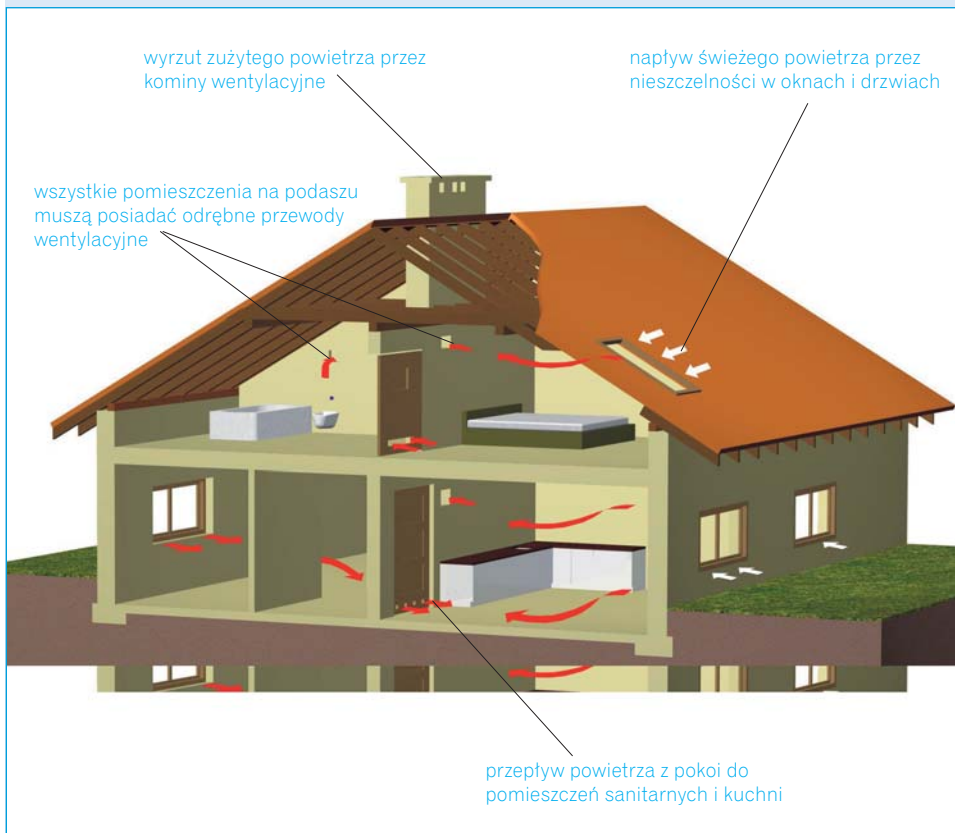 wyrzut zużytego powietrza przez
kominy wentylacyjne
napływ świeżego powietrza przez
nieszczelności w oknach i drzwiach
wszystkie pomieszczenia na podaszu
muszą posiadać odrębne przewody
wentylacyjne
przepływ powietrza z pokoi do
pomieszczeń sanitarnych i kuchni